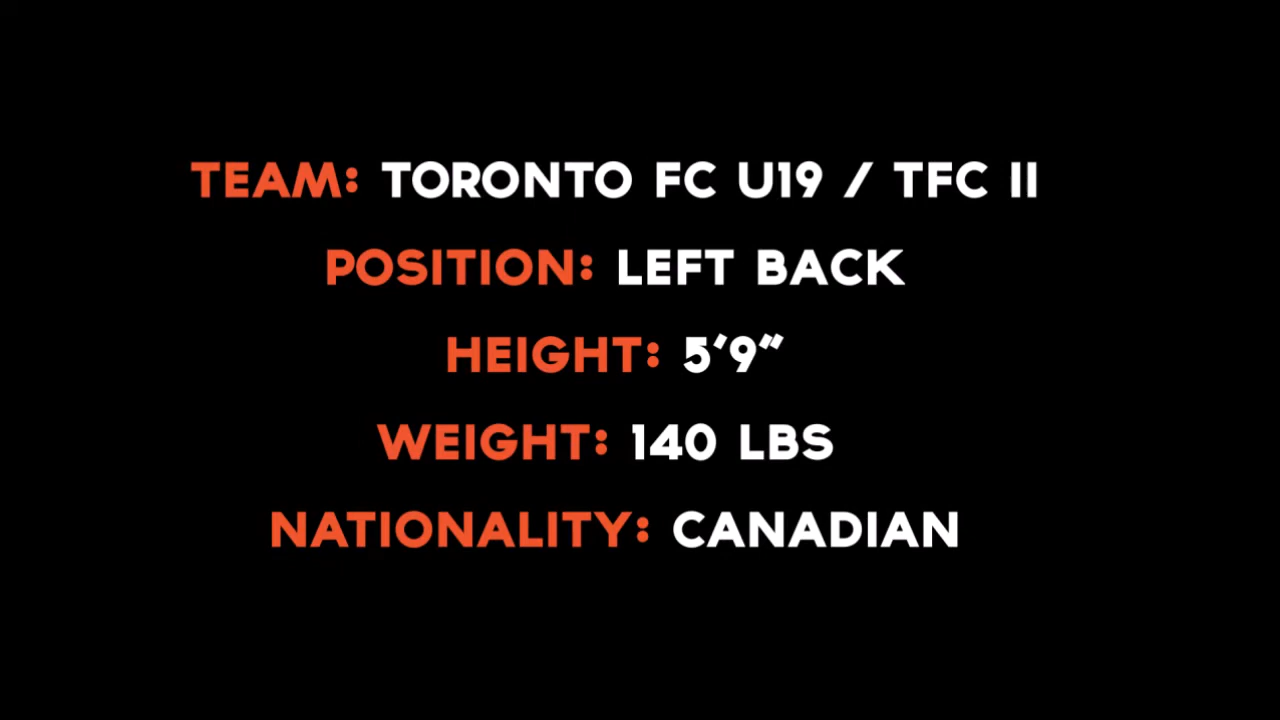 TEAM: TORONTO FC U19 / TFC II
POSITION: LEFT BACK
HEIGHT: 5'9"
WEIGHT: 140 LBS
NATIONALITY: CANADIAN